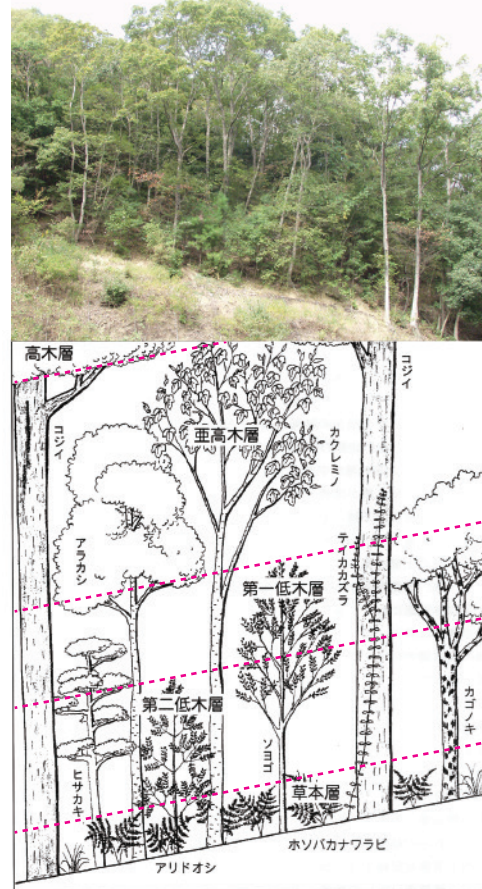 高木層
コジイ
コジイ
亜高木層
カクレミノ
アラカシ
テイカカズラ
第一低木層
第二低木層
カゴノキ
ソヨゴ
ヒサカキ
草本層
ホソバカナワラビ
アリドオシ